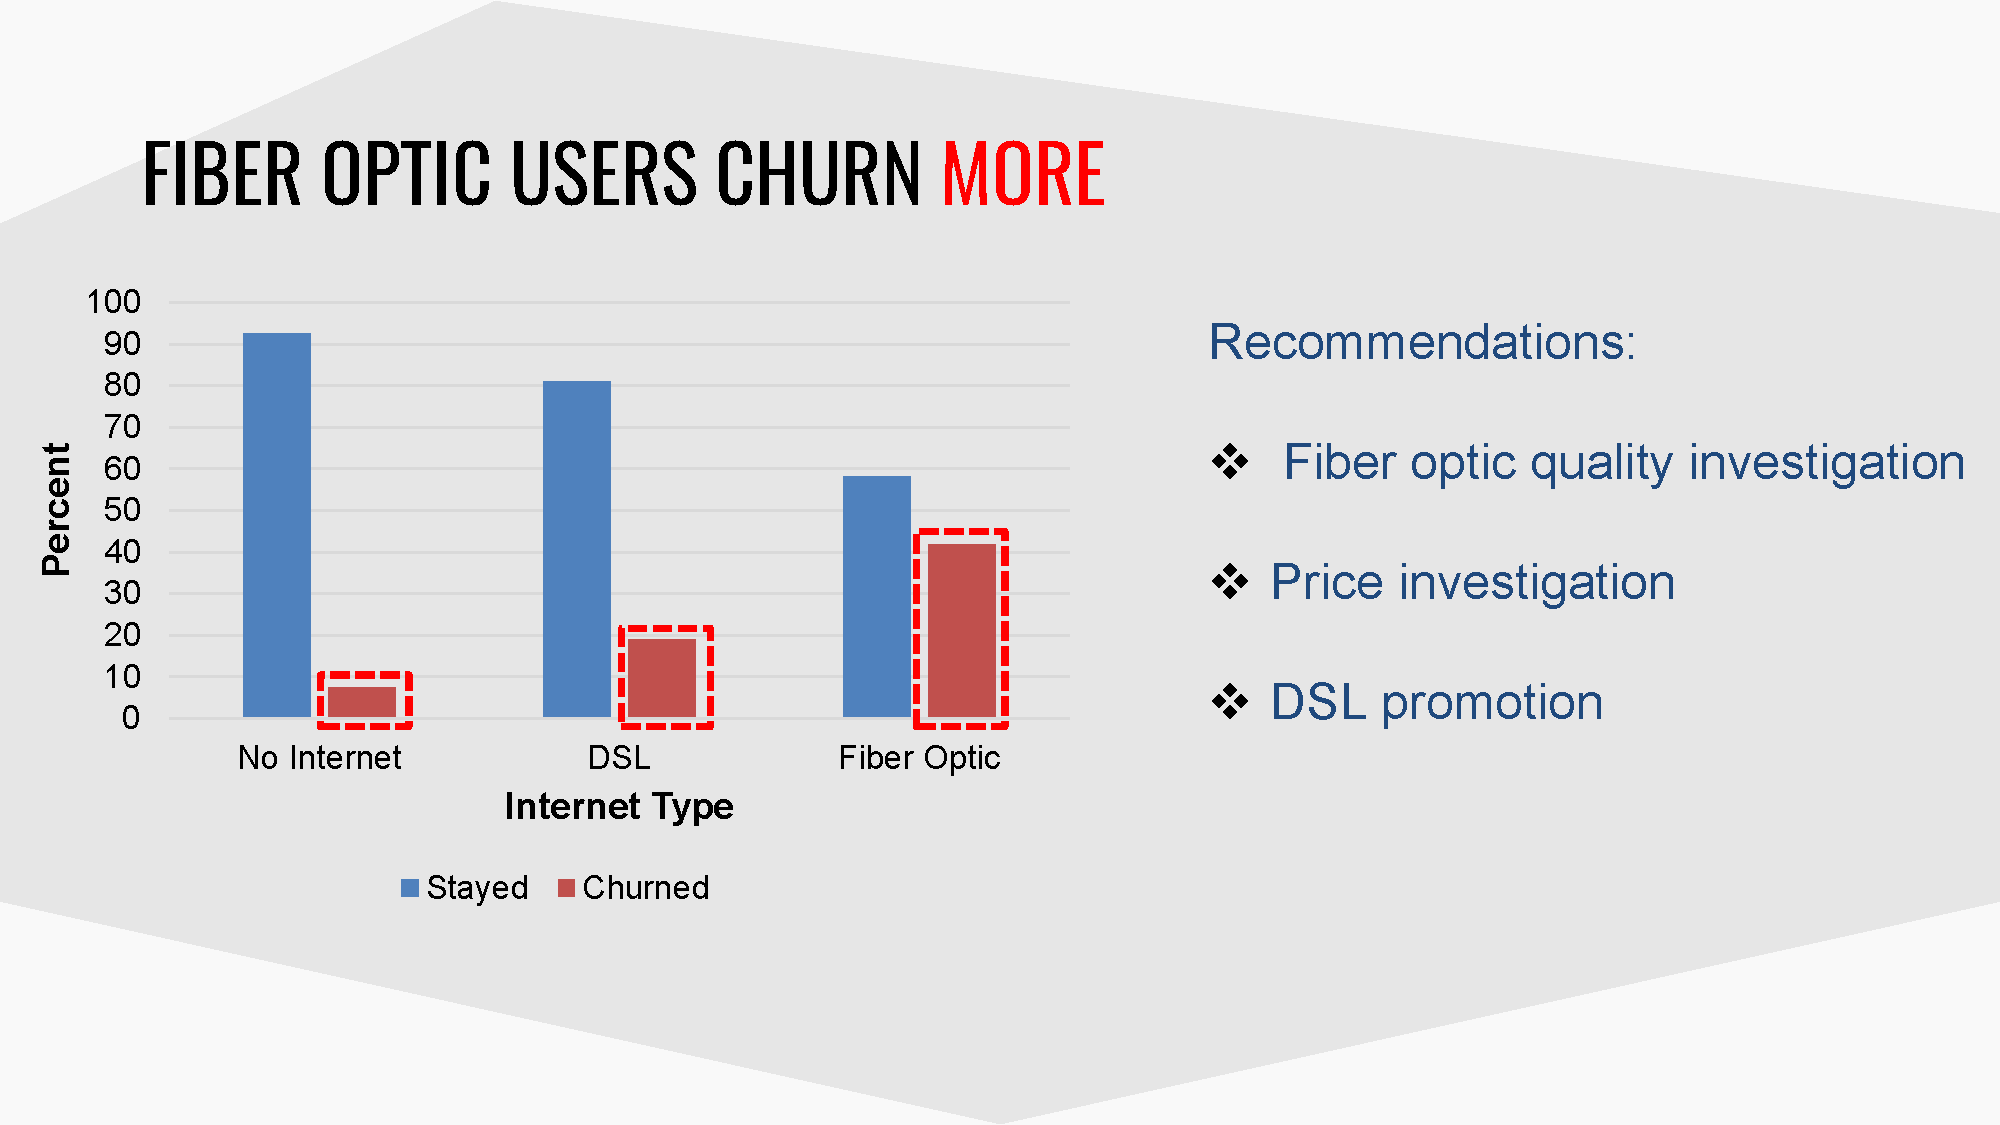 FIBER OPTIC USERS CHURN MORE
100
90
80
70
60
50
40
30
20
10
0
Percent
No Internet
DSL
Fiber Optic
Internet Type
Stayed
Churned
Recommendations:
❖ Fiber optic quality investigation
❖ Price investigation
❖ DSL promotion